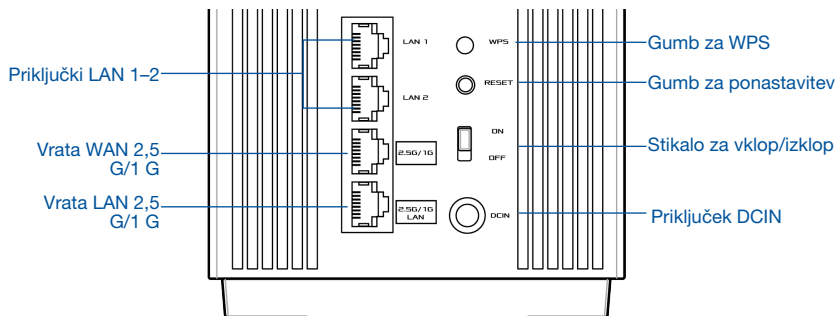 Priključki LAN 1–2
Vrata WAN 2,5
G/1 G
Vrata LAN 2,5
G/1 G
LAN 1
LAN 2
2.5G/1G
2.5G/1G
LAN
WPS
RESET
ON
OFF
DCIN
Gumb za WPS
Gumb za ponastavitev
Stikalo za vklop/izklop
Priključek DCIN